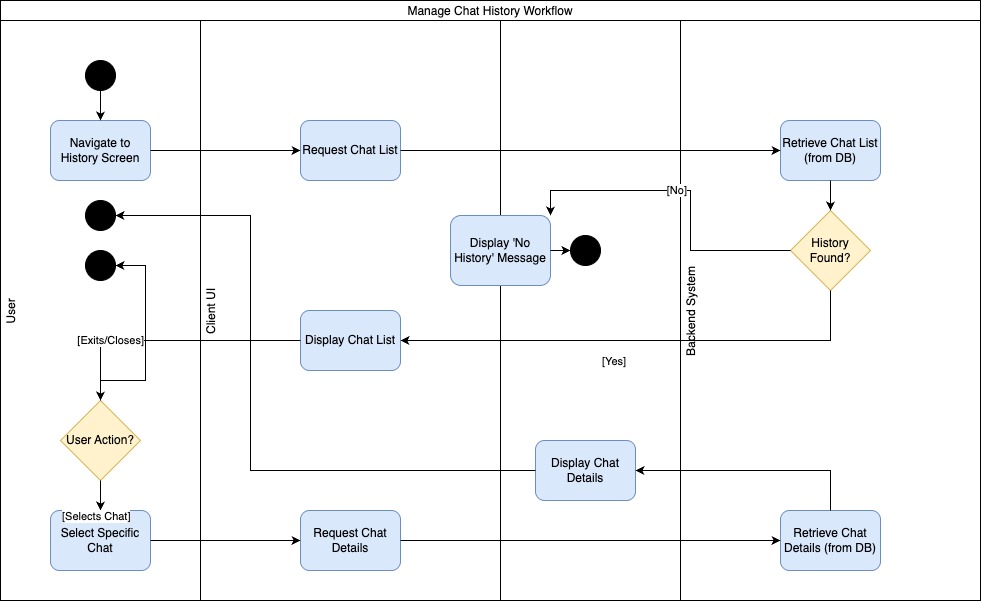 Manage Chat History Workflow
User
Client UI
Backend System
Navigate to
History Screen
Request Chat List
Retrieve Chat List
(from DB)
[No]
History
Found?
Display 'No
History' Message
[Exits/Closes]
Display Chat List
[Yes]
User Action?
Display Chat
Details
[Selects Chat]
Select Specific
Chat
Request Chat
Details
Retrieve Chat
Details (from DB)